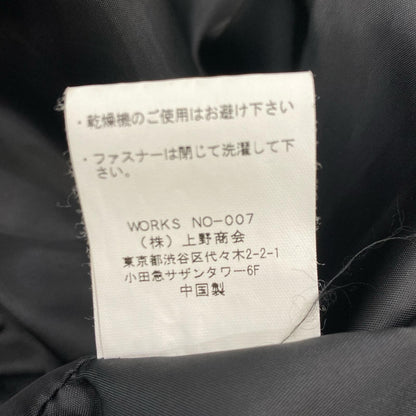 ・乾燥機のご使用はお避け下さい
・ファスナーは閉じて洗濯して下
さい。
WORKS NO-007
（株）上野商会
東京都渋谷区代々木2-2-1
小田急サザンタワー6F
中国製